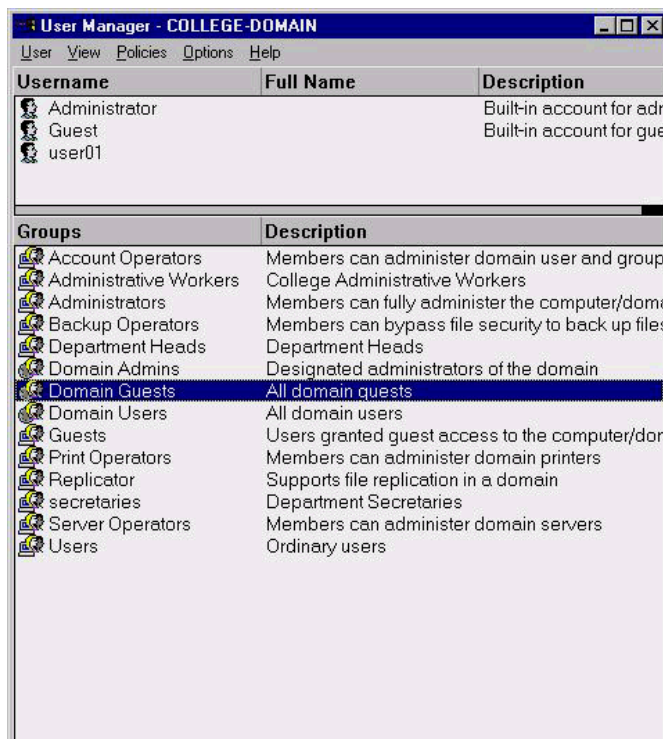 User Manager - COLLEGE-DOMAIN
User View Policies Options Help
Username Full Name Description
Administrator Built-in account for adr
Guest Built-in account for gue
user01
Groups Description
Account Operators Members can administer domain user and group
Administrative Workers College Administrative Workers
Administrators Members can fully administer the computer/doma
Backup Operators Members can bypass file security to back up files
Department Heads Department Heads
Domain Admins Designated administrators of the domain
Domain Guests All domain guests
Domain Users All domain users
Guests Users granted guest access to the computer/dor
Print Operators Members can administer domain printers
Replicator Supports file replication in a domain
secretaries Department Secretaries
Server Operators Members can administer domain servers
Users Ordinary users